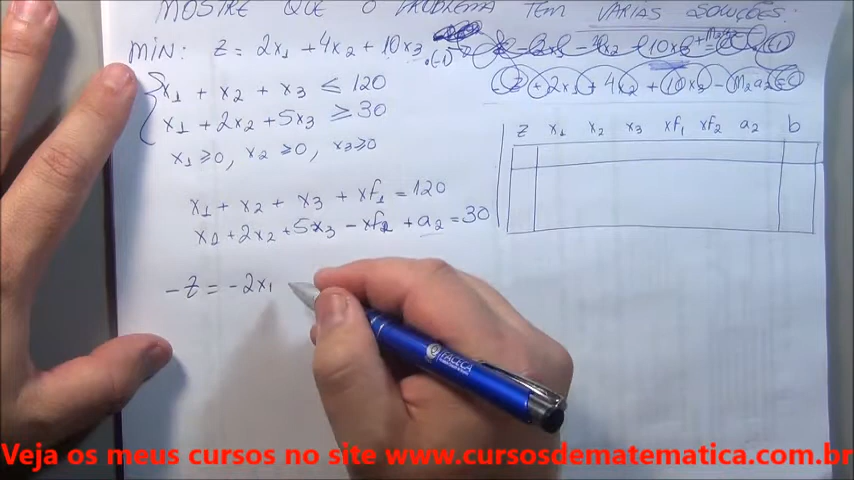 MOSTRE QUE O PROBLEMA TEM VÁRIAS SOLUÇÕES:
MIN: z = 2x1 + 4x2 + 10x3 .(-1)
x1 + x2 + x3 ≤ 120
x1 + 2x2 + 5x3 ≥ 30
x1 ≥ 0, x2 ≥ 0, x3 ≥ 0
z x1 x2 x3 xf1 xf2 a2 b
x1 + x2 + x3 + xf1 = 120
x1 + 2x2 + 5x3 - xf2 + a2 = 30
-z = -2x1
FACECA
Veja os meus cursos no site www.cursosdematematica.com.br